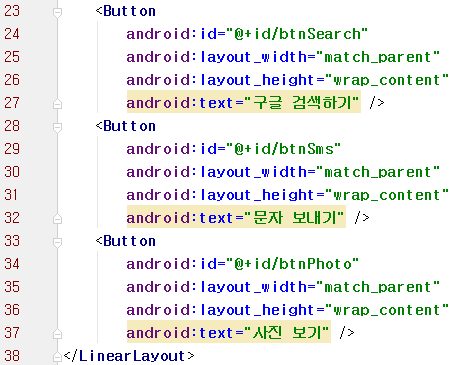 23 <Button
24 android:id="@+id/btnSearch"
25 android:layout_width="match_parent"
26 android:layout_height="wrap_content"
27 android:text="구글 검색하기" />
28 <Button
29 android:id="@+id/btnSms"
30 android:layout_width="match_parent"
31 android:layout_height="wrap_content"
32 android:text="문자 보내기" />
33 <Button
34 android:id="@+id/btnPhoto"
35 android:layout_width="match_parent"
36 android:layout_height="wrap_content"
37 android:text="사진 보기" />
38 </LinearLayout>